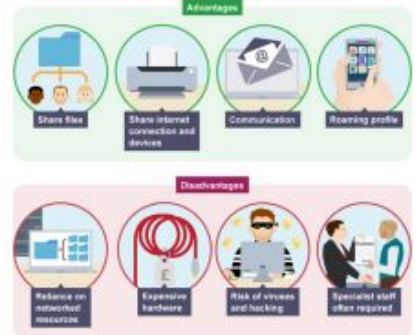 Advantages
Share files
Share internet
connection and
devices
Communication
Roaming profile
Disadvantages
Reliance on
networked
resources
Expensive
hardware
Risk of viruses
and hacking
Specialist staff
often required